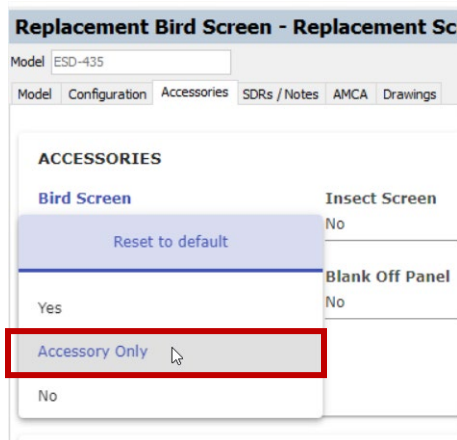 Replacement Bird Screen - Replacement Sc
Model ESD-435
Model Configuration Accessories SDRs / Notes AMCA Drawings
ACCESSORIES
Bird Screen Insect Screen
No
Reset to default
Blank Off Panel
Yes No
Accessory Only
No